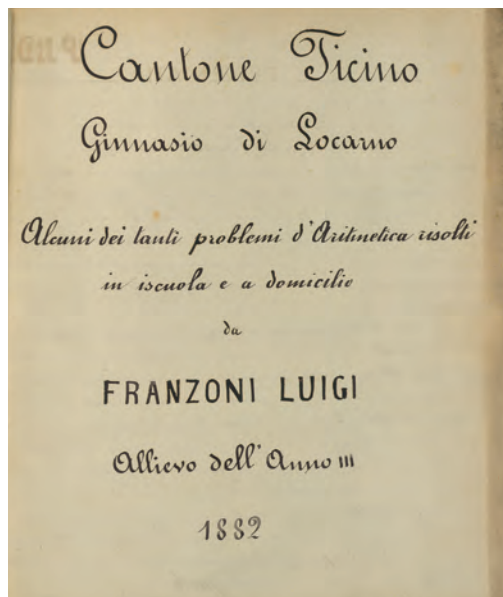 Cantone Ticino
Ginnasio di Locarno
Alcuni dei tanti problemi d'Aritmetica risolti
in iscuola e a domicilio
da
FRANZONI LUIGI
Allievo dell'Anno III
1882